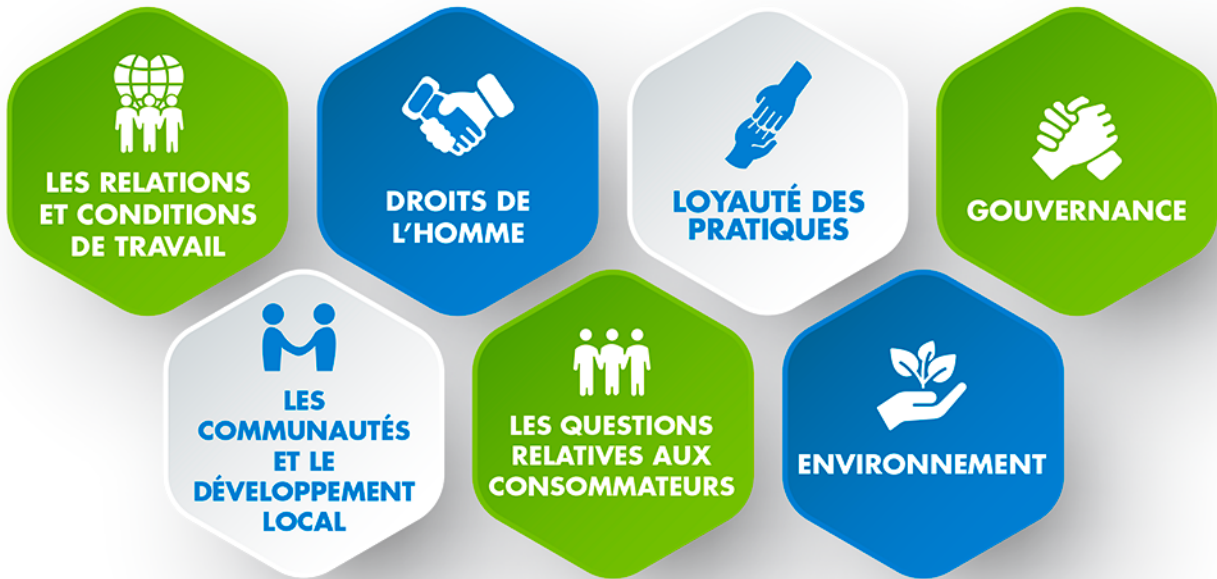 LES RELATIONS
ET CONDITIONS
DE TRAVAIL
DROITS DE
L'HOMME
LOYAUTÉ DES
PRATIQUES
GOUVERNANCE
LES
COMMUNAUTÉS
ET LE
DÉVELOPPEMENT
LOCAL
LES QUESTIONS
RELATIVES AUX
CONSOMMATEURS
ENVIRONNEMENT